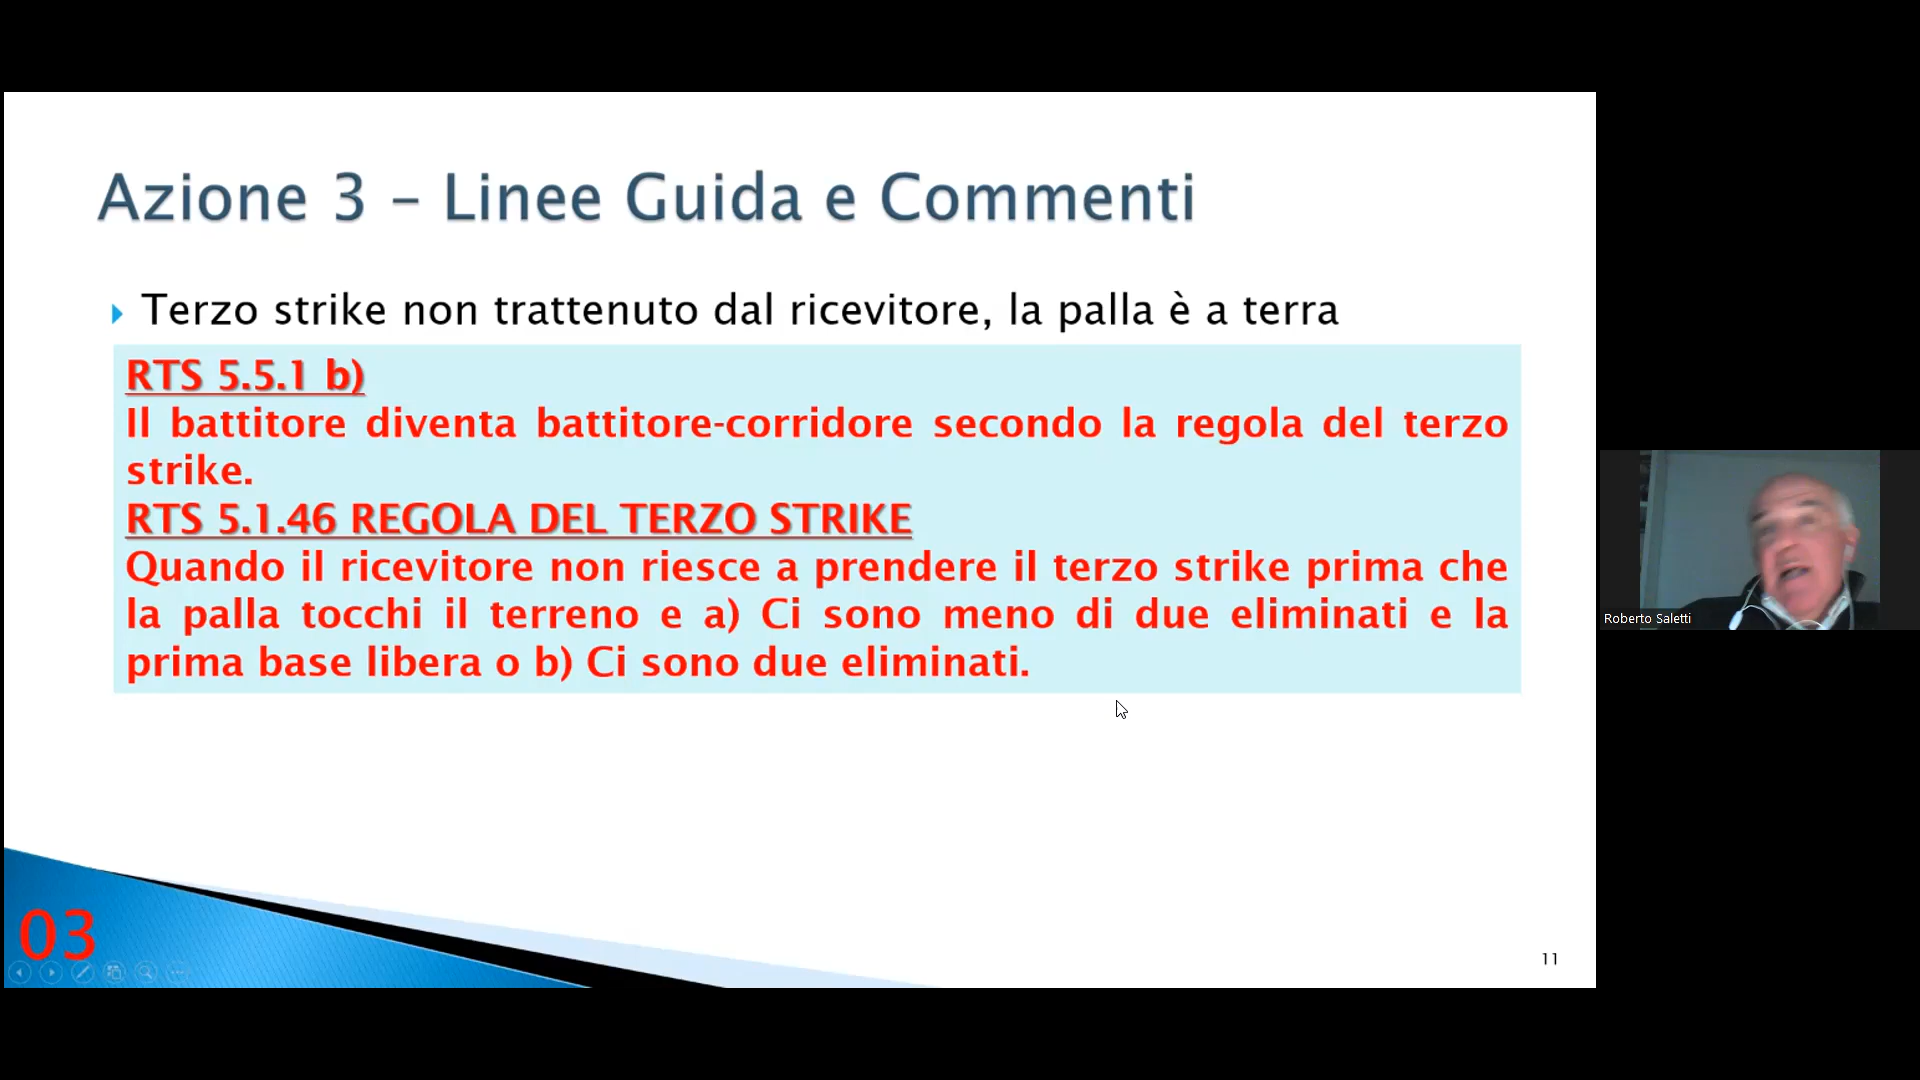 Azione 3 – Linee Guida e Commenti
Terzo strike non trattenuto dal ricevitore, la palla è a terra
RTS 5.5.1 b)
Il battitore diventa battitore-corridore secondo la regola del terzo
strike.
RTS 5.1.46 REGOLA DEL TERZO STRIKE
Quando il ricevitore non riesce a prendere il terzo strike prima che
la palla tocchi il terreno e a) Ci sono meno di due eliminati e la
prima base libera o b) Ci sono due eliminati.
Roberto Saletti
03
11